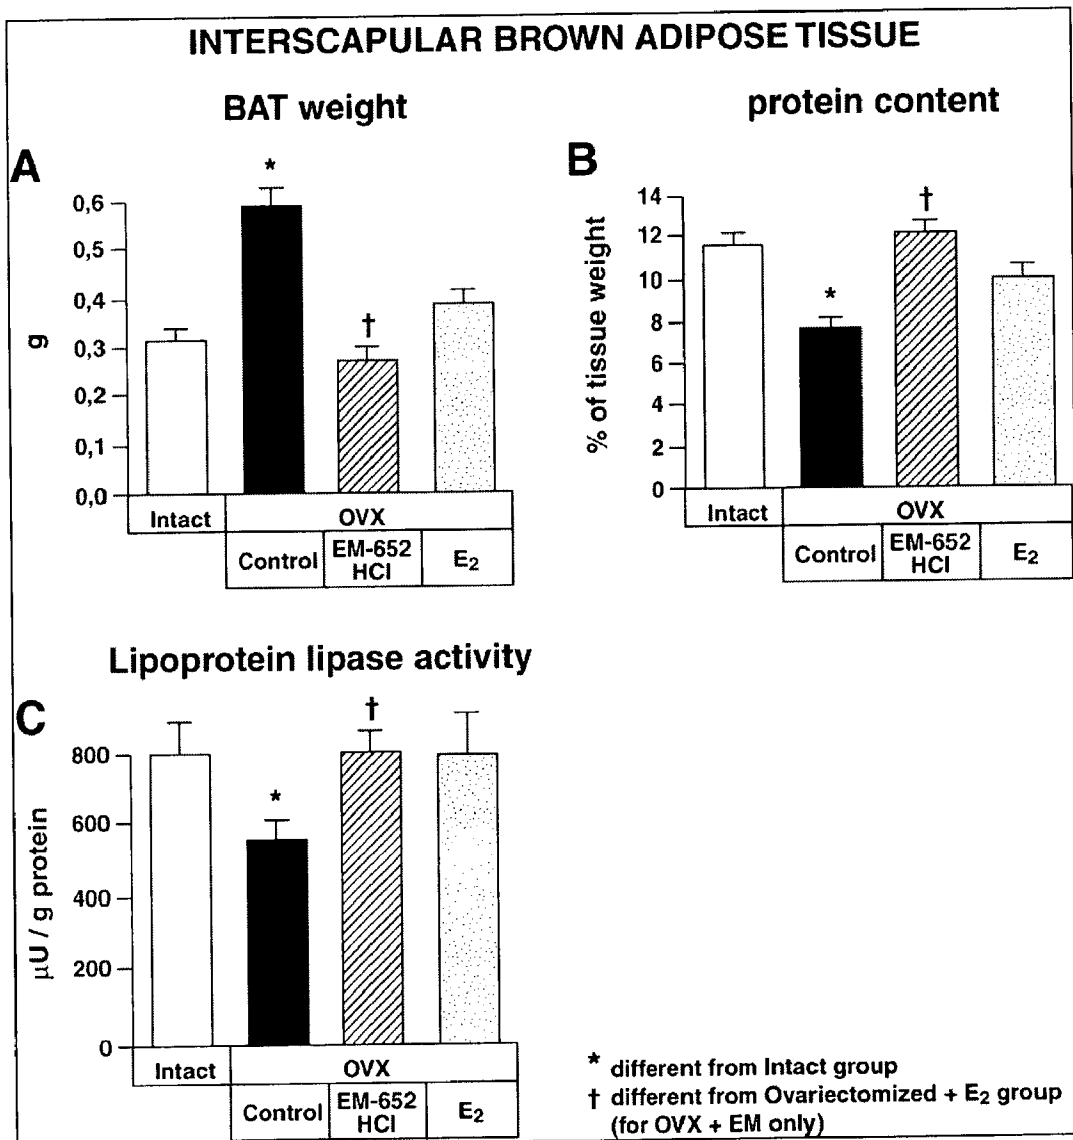 INTERSCAPULAR BROWN ADIPOSE TISSUE
BAT weight
A
*
0,6
0,5
0,4
0,3
0,2
0,1
0,0
g
†
Intact
OVX
Control
EM-652
HCl
E2
protein content
B
14
12
10
8
6
4
2
0
% of tissue weight
*
†
Intact
OVX
Control
EM-652
HCl
E2
Lipoprotein lipase activity
C
800
600
400
200
0
μU / g protein
*
†
Intact
OVX
Control
EM-652
HCl
E2
* different from Intact group
† different from Ovariectomized + E2 group
(for OVX + EM only)